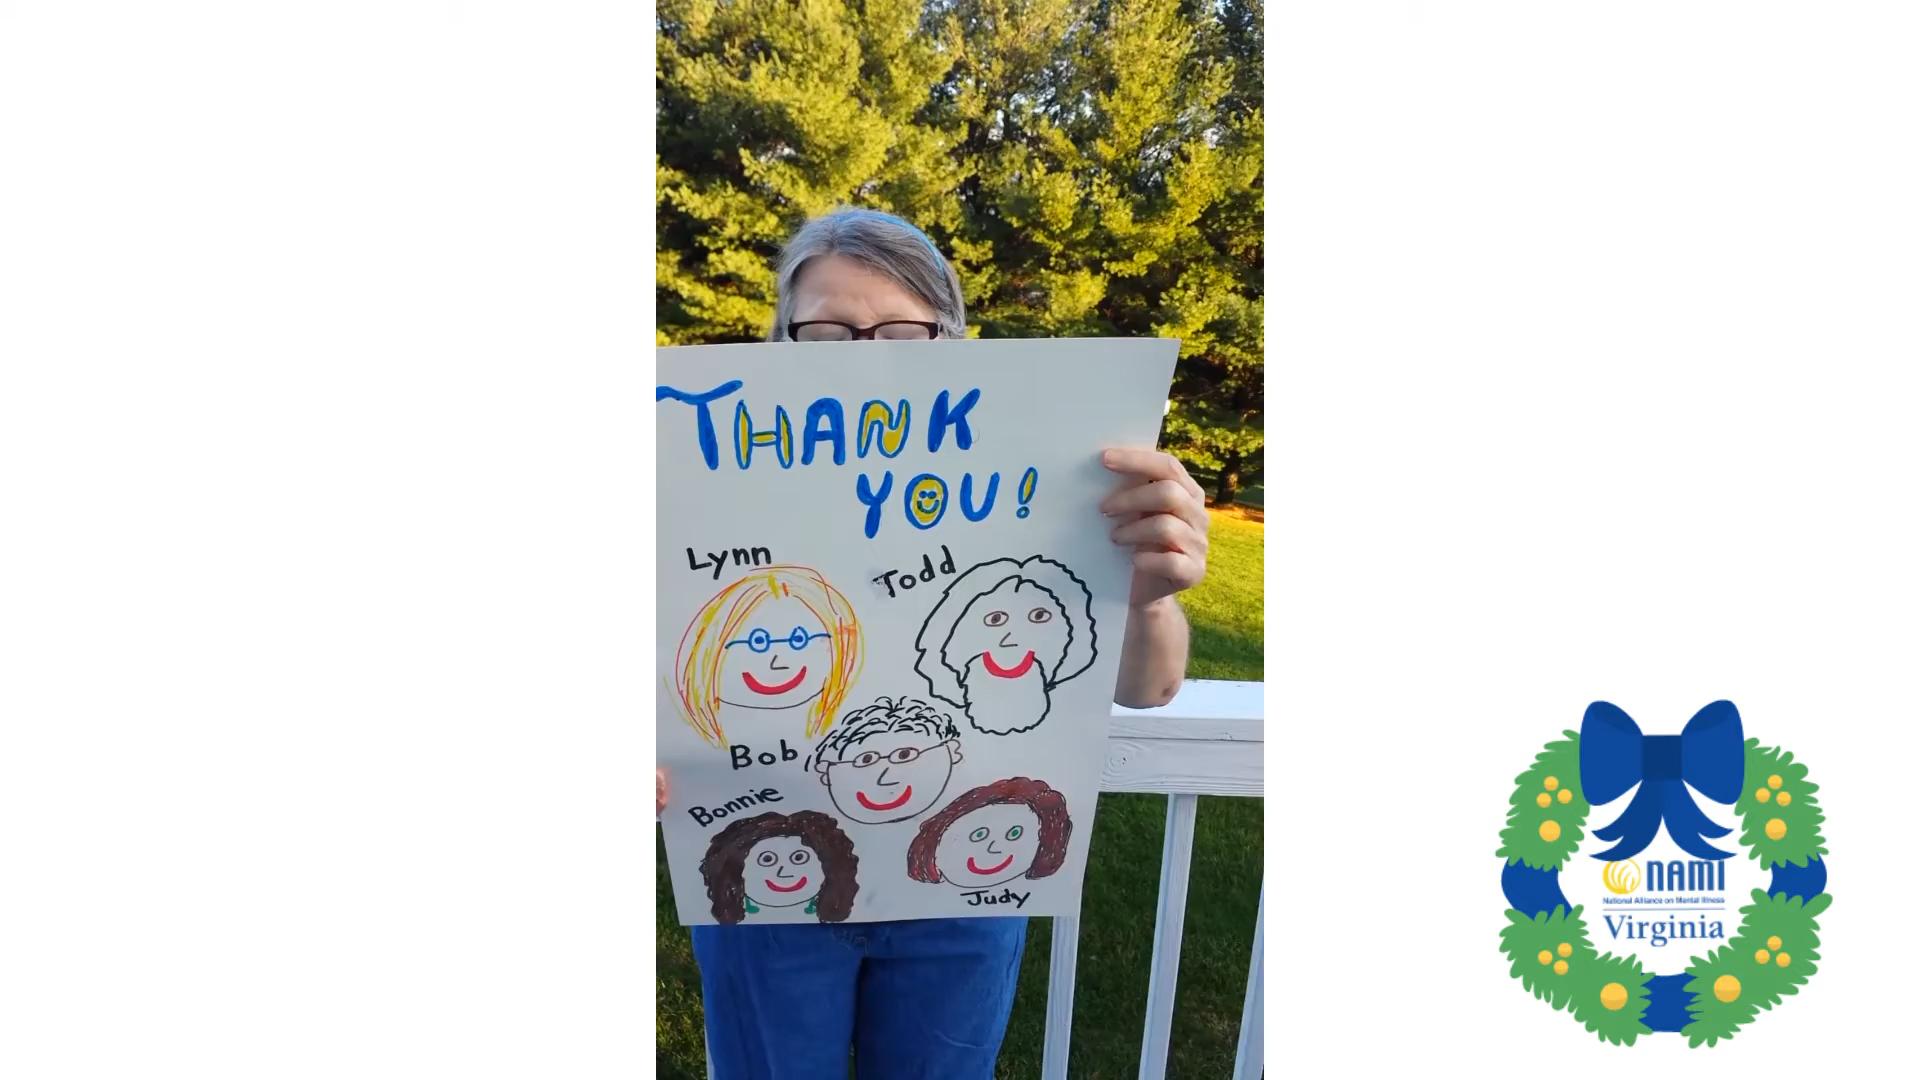 THANK
YOU!
Lynn
Todd
Bob
Bonnie
Judy
NAMI
National Alliance on Mental Illness
Virginia